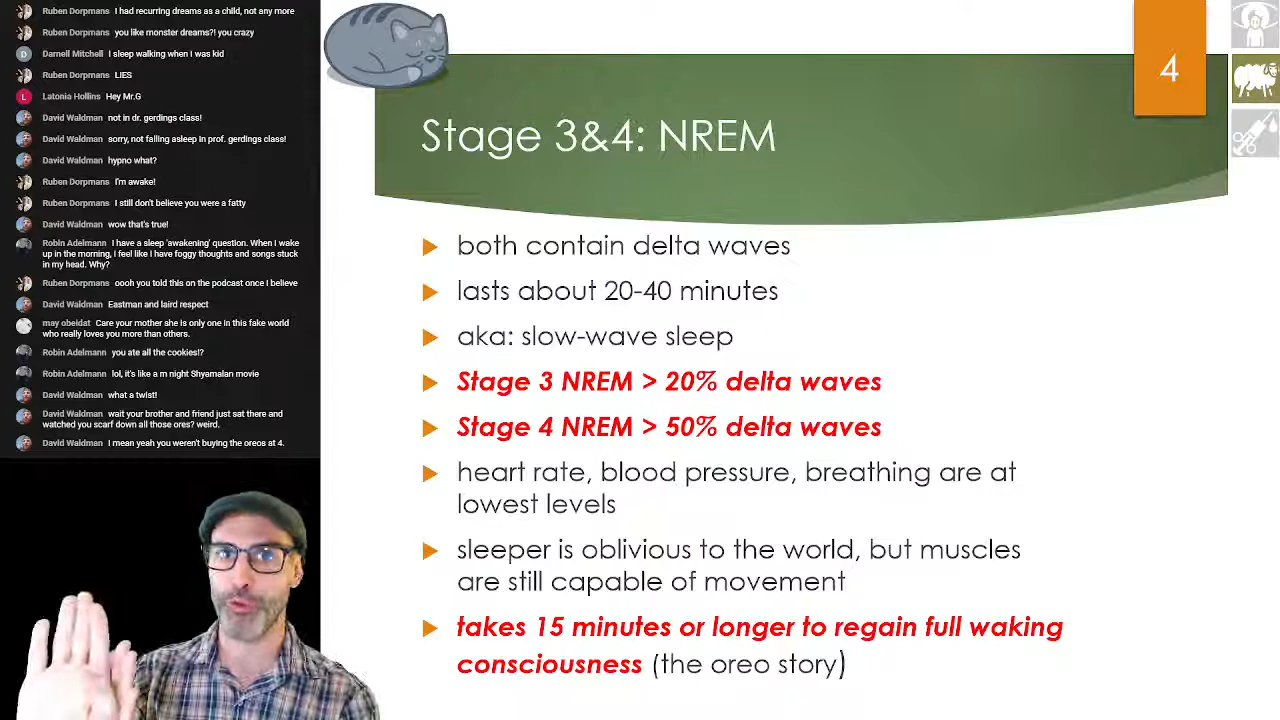 Ruben Dorpmans I had recurring dreams as a child, not any more
Ruben Dorpmans you like monster dreams?! you crazy
D Darnell Mitchell I sleep walking when I was kid
Ruben Dorpmans LIES
L Latonia Hollins Hey Mr.G
David Waldman not in dr. gerdings class!
David Waldman sorry, not falling asleep in prof. gerdings class!
David Waldman hypno what?
Ruben Dorpmans I'm awake!
Ruben Dorpmans I still don't believe you were a fatty
David Waldman wow that's true!
Robin Adelmann I have a sleep 'awakening' question. When I wake
up in the morning, I feel like I have foggy thoughts and songs stuck
in my head. Why?
Ruben Dorpmans oooh you told this on the podcast once I believe
David Waldman Eastman and laird respect
may obeidat Care your mother she is only one in this fake world
who really loves you more than others.
Robin Adelmann you ate all the cookies!?
Robin Adelmann lol, it's like a m night Shyamalan movie
David Waldman what a twist!
David Waldman wait your brother and friend just sat there and
watched you scarf down all those ores? weird.
David Waldman I mean yeah you weren't buying the oreos at 4.
4
Stage 3&4: NREM
both contain delta waves
lasts about 20-40 minutes
aka: slow-wave sleep
Stage 3 NREM > 20% delta waves
Stage 4 NREM > 50% delta waves
heart rate, blood pressure, breathing are at
lowest levels
sleeper is oblivious to the world, but muscles
are still capable of movement
takes 15 minutes or longer to regain full waking
consciousness (the oreo story)